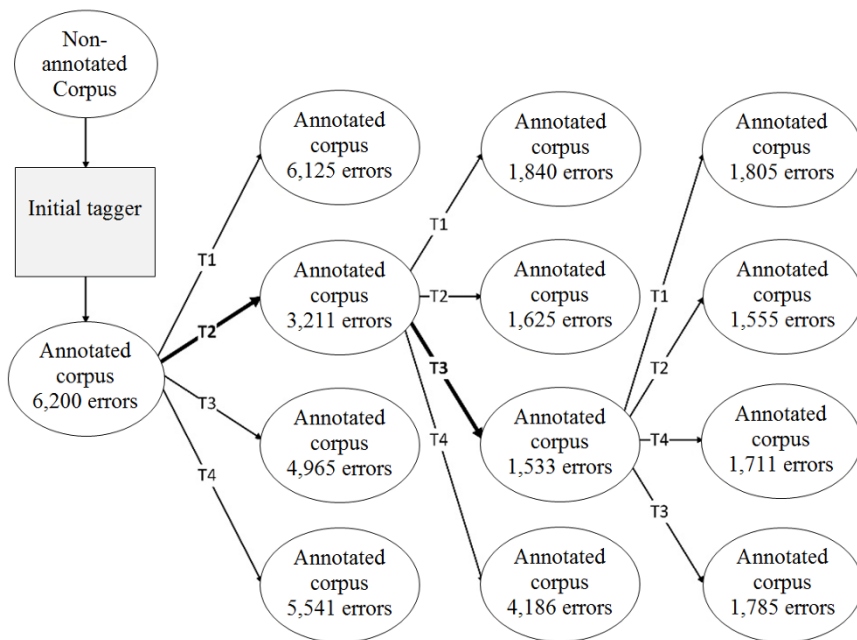 Non-
annotated
Corpus
Initial tagger
Annotated
corpus
6,200 errors
T1
T2
T3
T4
Annotated
corpus
6,125 errors
Annotated
corpus
3,211 errors
Annotated
corpus
4,965 errors
Annotated
corpus
5,541 errors
T1
T2
T3
T4
Annotated
corpus
1,840 errors
Annotated
corpus
1,625 errors
Annotated
corpus
1,533 errors
Annotated
corpus
4,186 errors
T1
T2
T4
T3
Annotated
corpus
1,805 errors
Annotated
corpus
1,555 errors
Annotated
corpus
1,711 errors
Annotated
corpus
1,785 errors